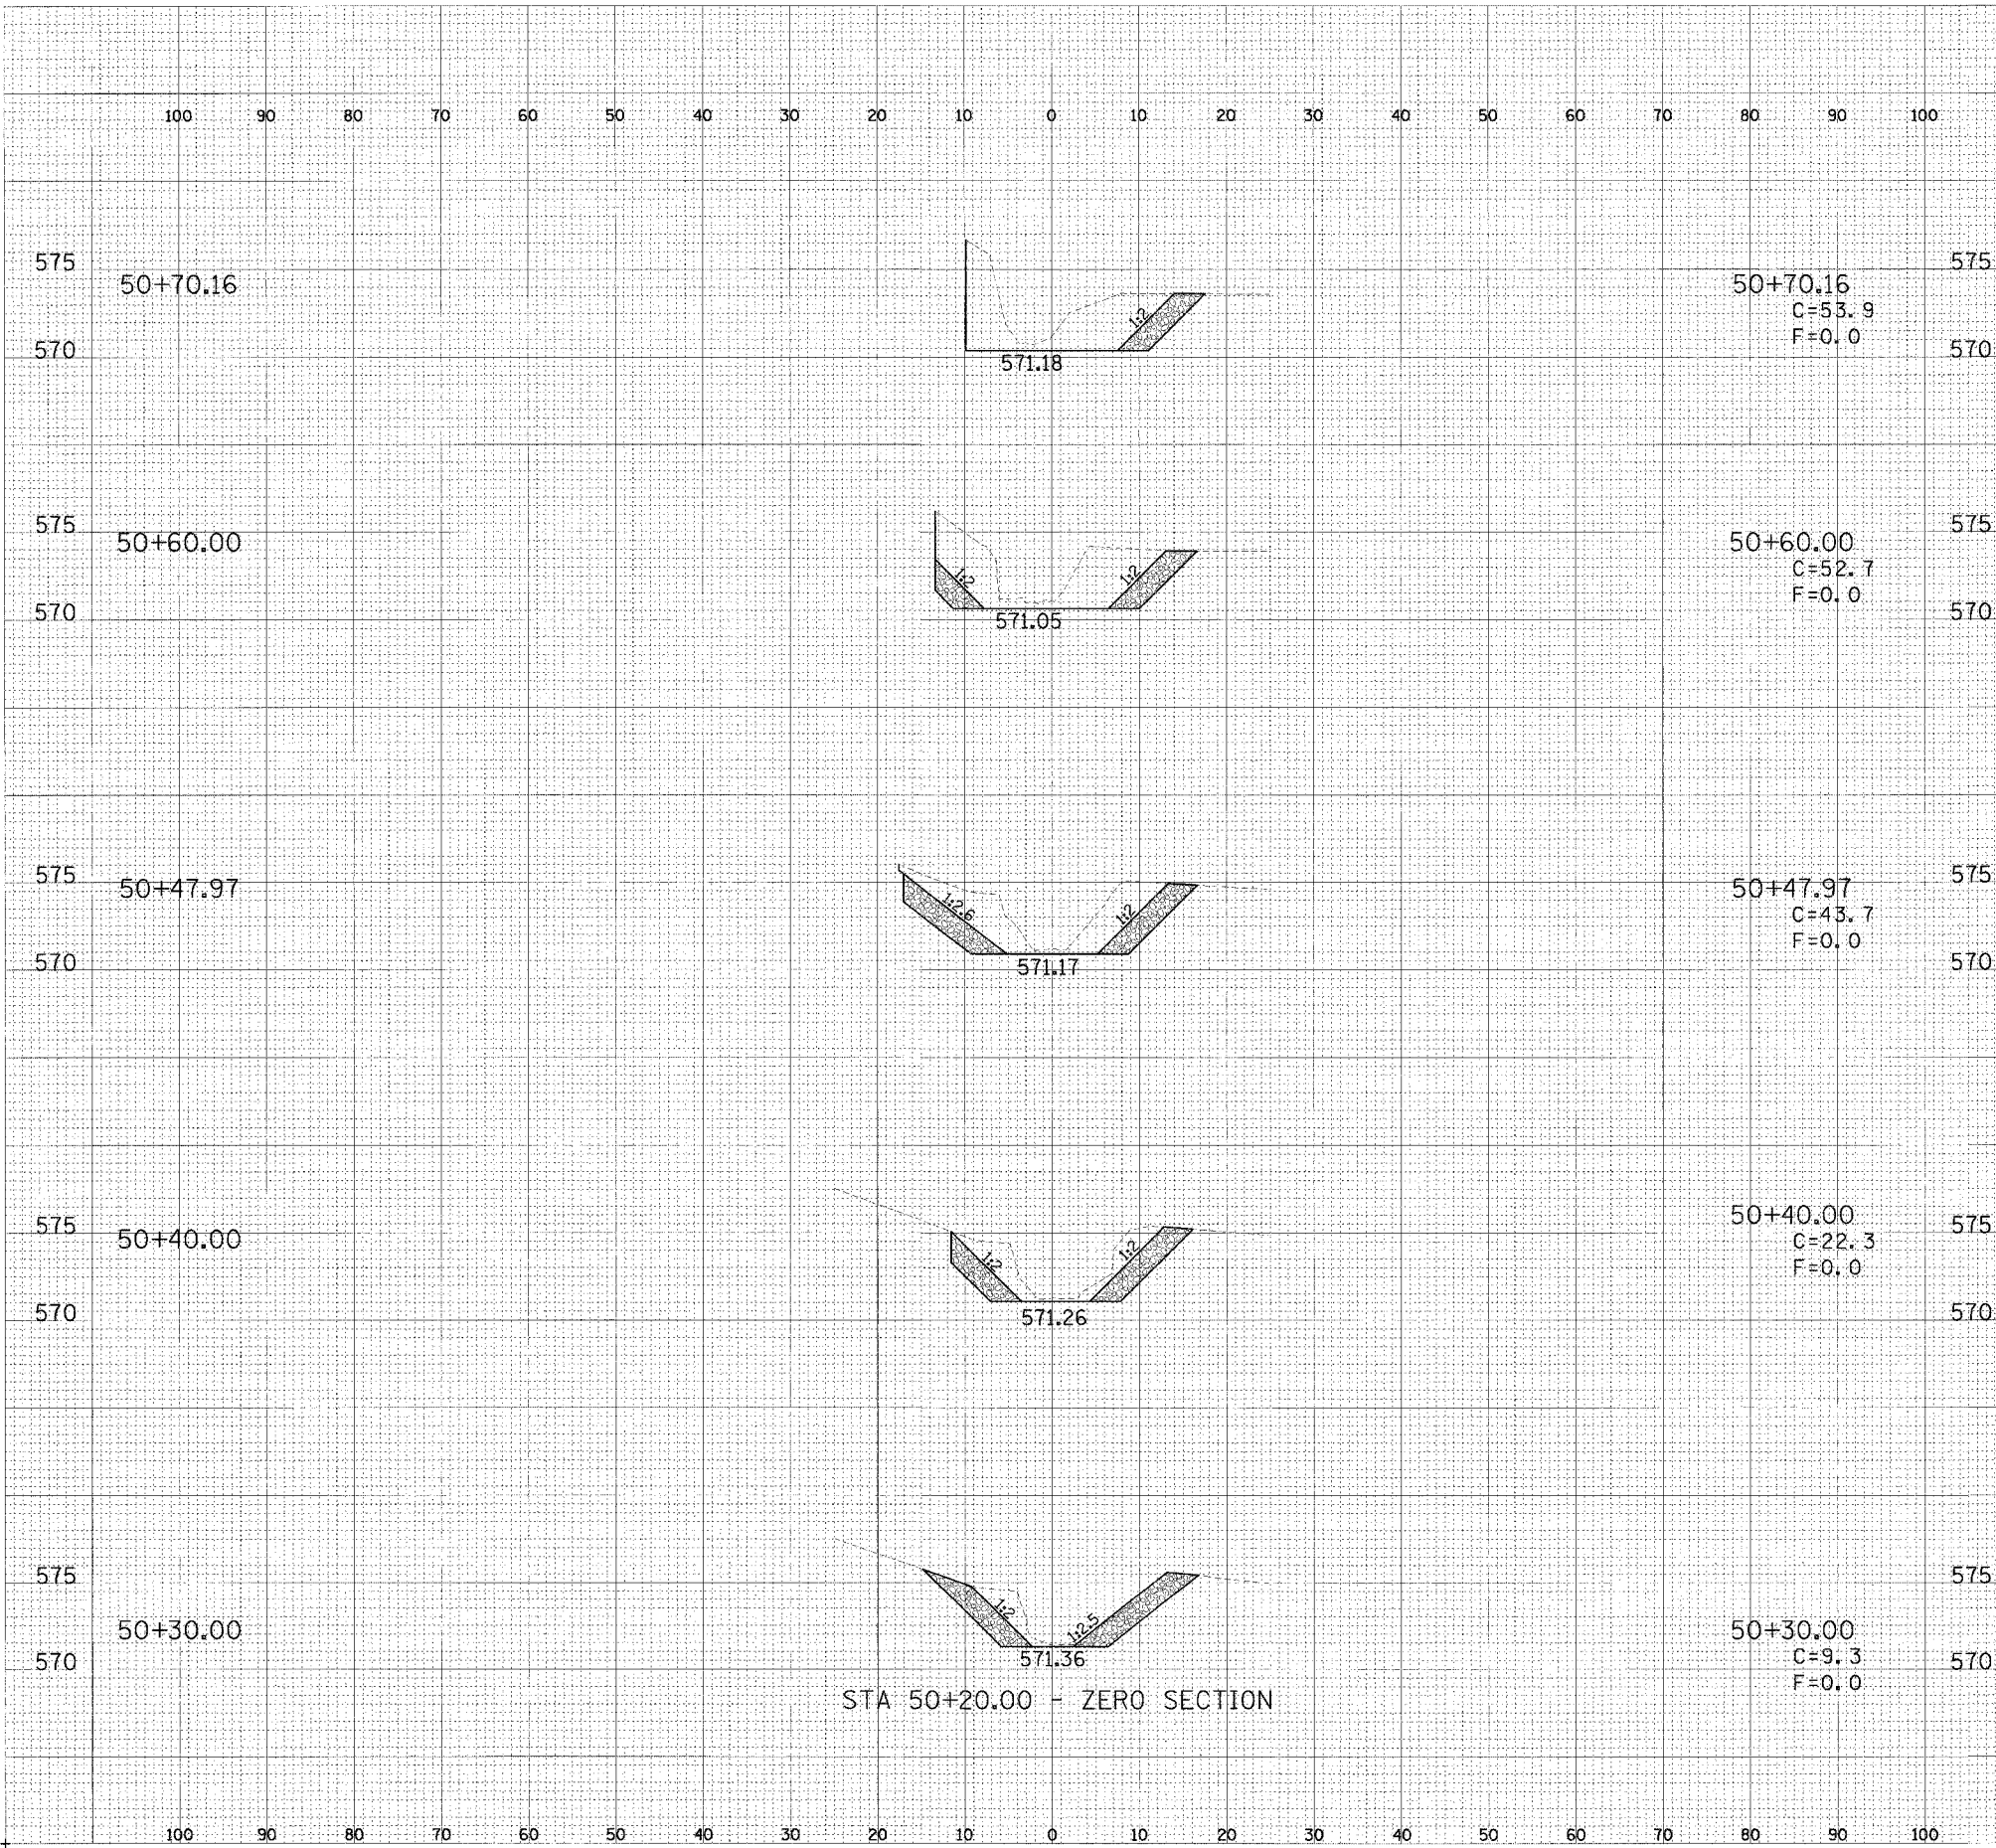 100 90 80 70 60 50 40 30 20 10 0 10 20 30 40 50 60 70 80 90 100
575 575
50+70.16 50+70.16
C=53.9
1:2
F=0.0
570 570
571.18
575 575
50+60.00 50+60.00
C=52.7
1:2 1:2
F=0.0
570 570
571.05
575 575
50+47.97 50+47.97
1:2.6 1:2
C=43.7
F=0.0
570 570
571.17
50+40.00
575 575
50+40.00
C=22.3
1:2 1:2
F=0.0
570 570
571.26
575 575
1:2 1:2.5
50+30.00 50+30.00
C=9.3
570 570
571.36
F=0.0
STA 50+20.00 - ZERO SECTION
100 90 80 70 60 50 40 30 20 10 0 10 20 30 40 50 60 70 80 90 100